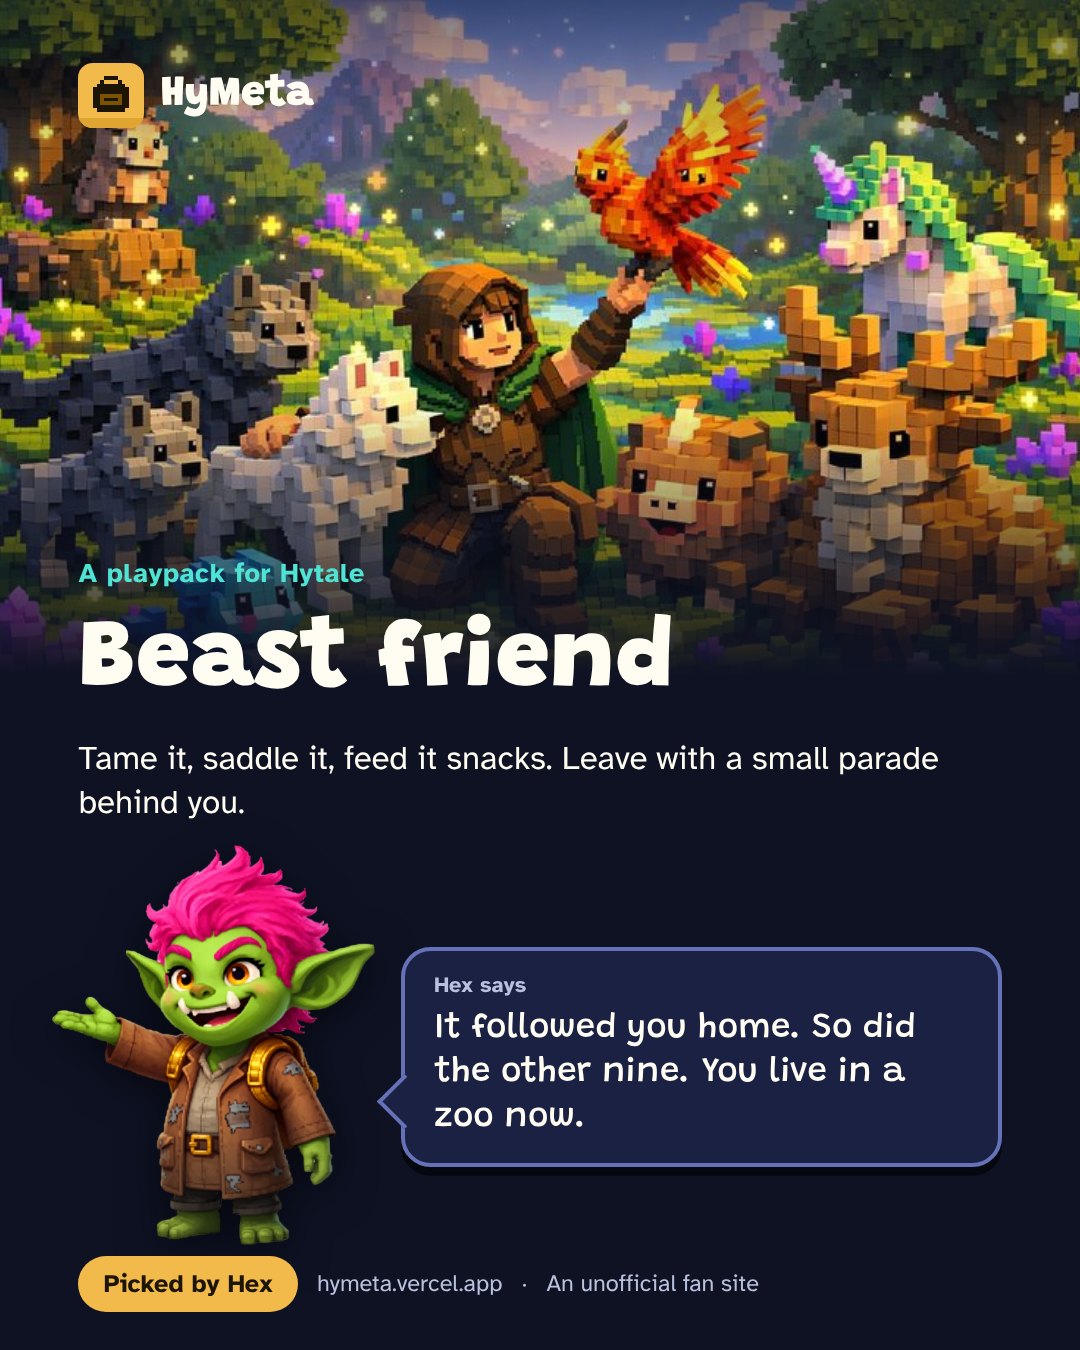 HyMeta
A playpack for Hytale
Beast friend
Tame it, saddle it, feed it snacks. Leave with a small parade
behind you.
Hex says
It followed you home. So did
the other nine. You live in a
zoo now.
Picked by Hex
hymeta.vercel.app · An unofficial fan site